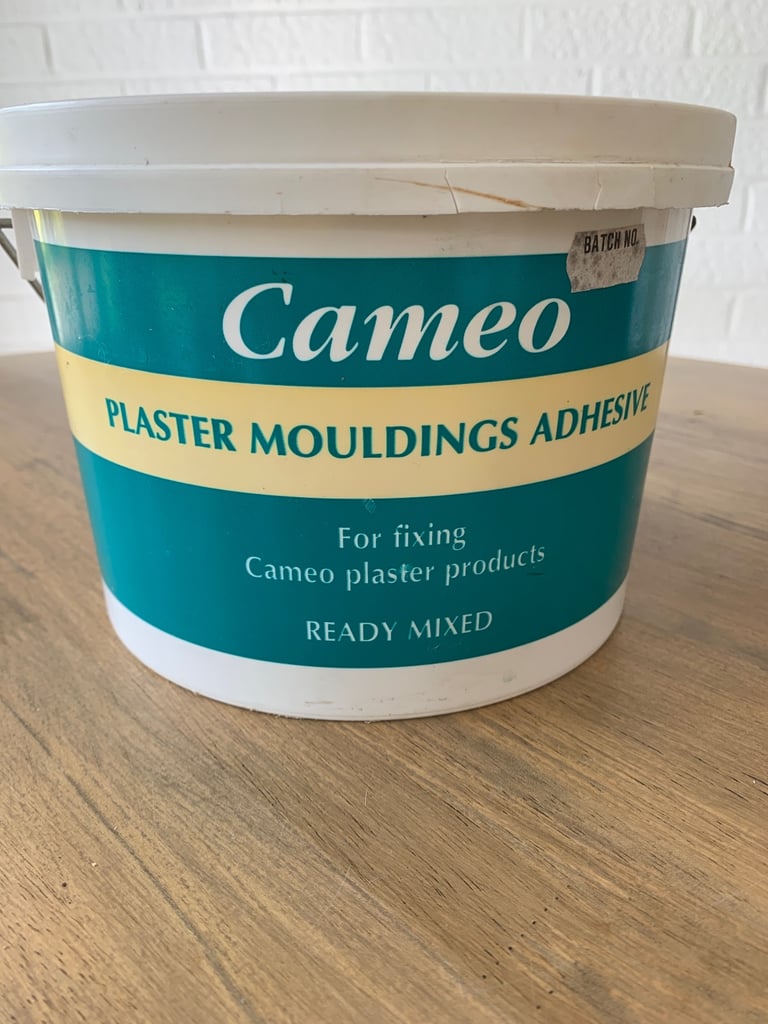 BATCH NO.
Cameo
PLASTER MOULDINGS ADHESIVE
For fixing
Cameo plaster products
READY MIXED